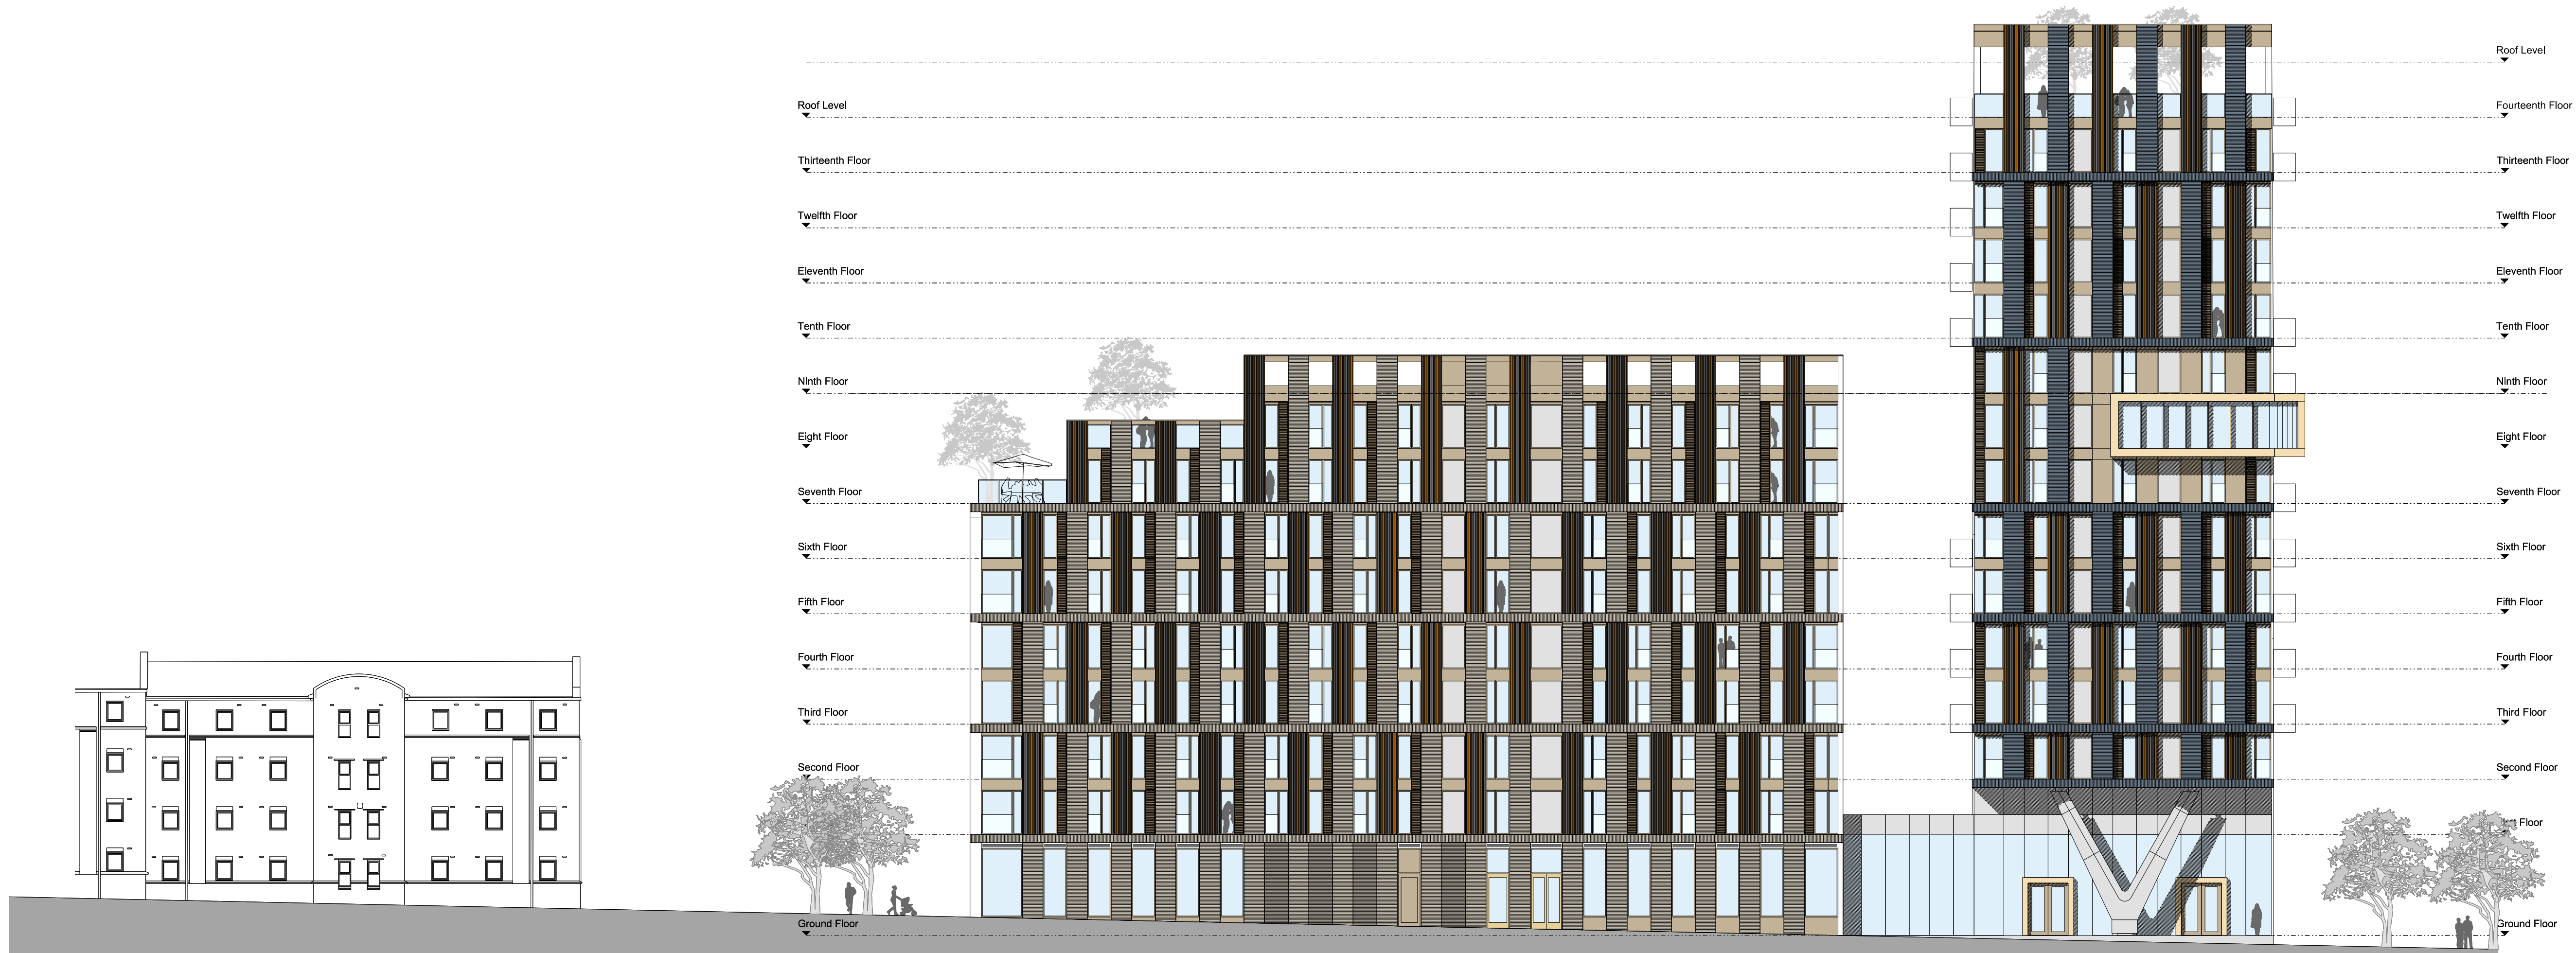 Roof Level
Thirteenth Floor
Twelfth Floor
Eleventh Floor
Tenth Floor
Ninth Floor
Eight Floor
Seventh Floor
Sixth Floor
Fifth Floor
Fourth Floor
Third Floor
Second Floor
Ground Floor
Roof Level
Fourteenth Floor
Thirteenth Floor
Twelfth Floor
Eleventh Floor
Tenth Floor
Ninth Floor
Eight Floor
Seventh Floor
Sixth Floor
Fifth Floor
Fourth Floor
Third Floor
Second Floor
Floor
Ground Floor